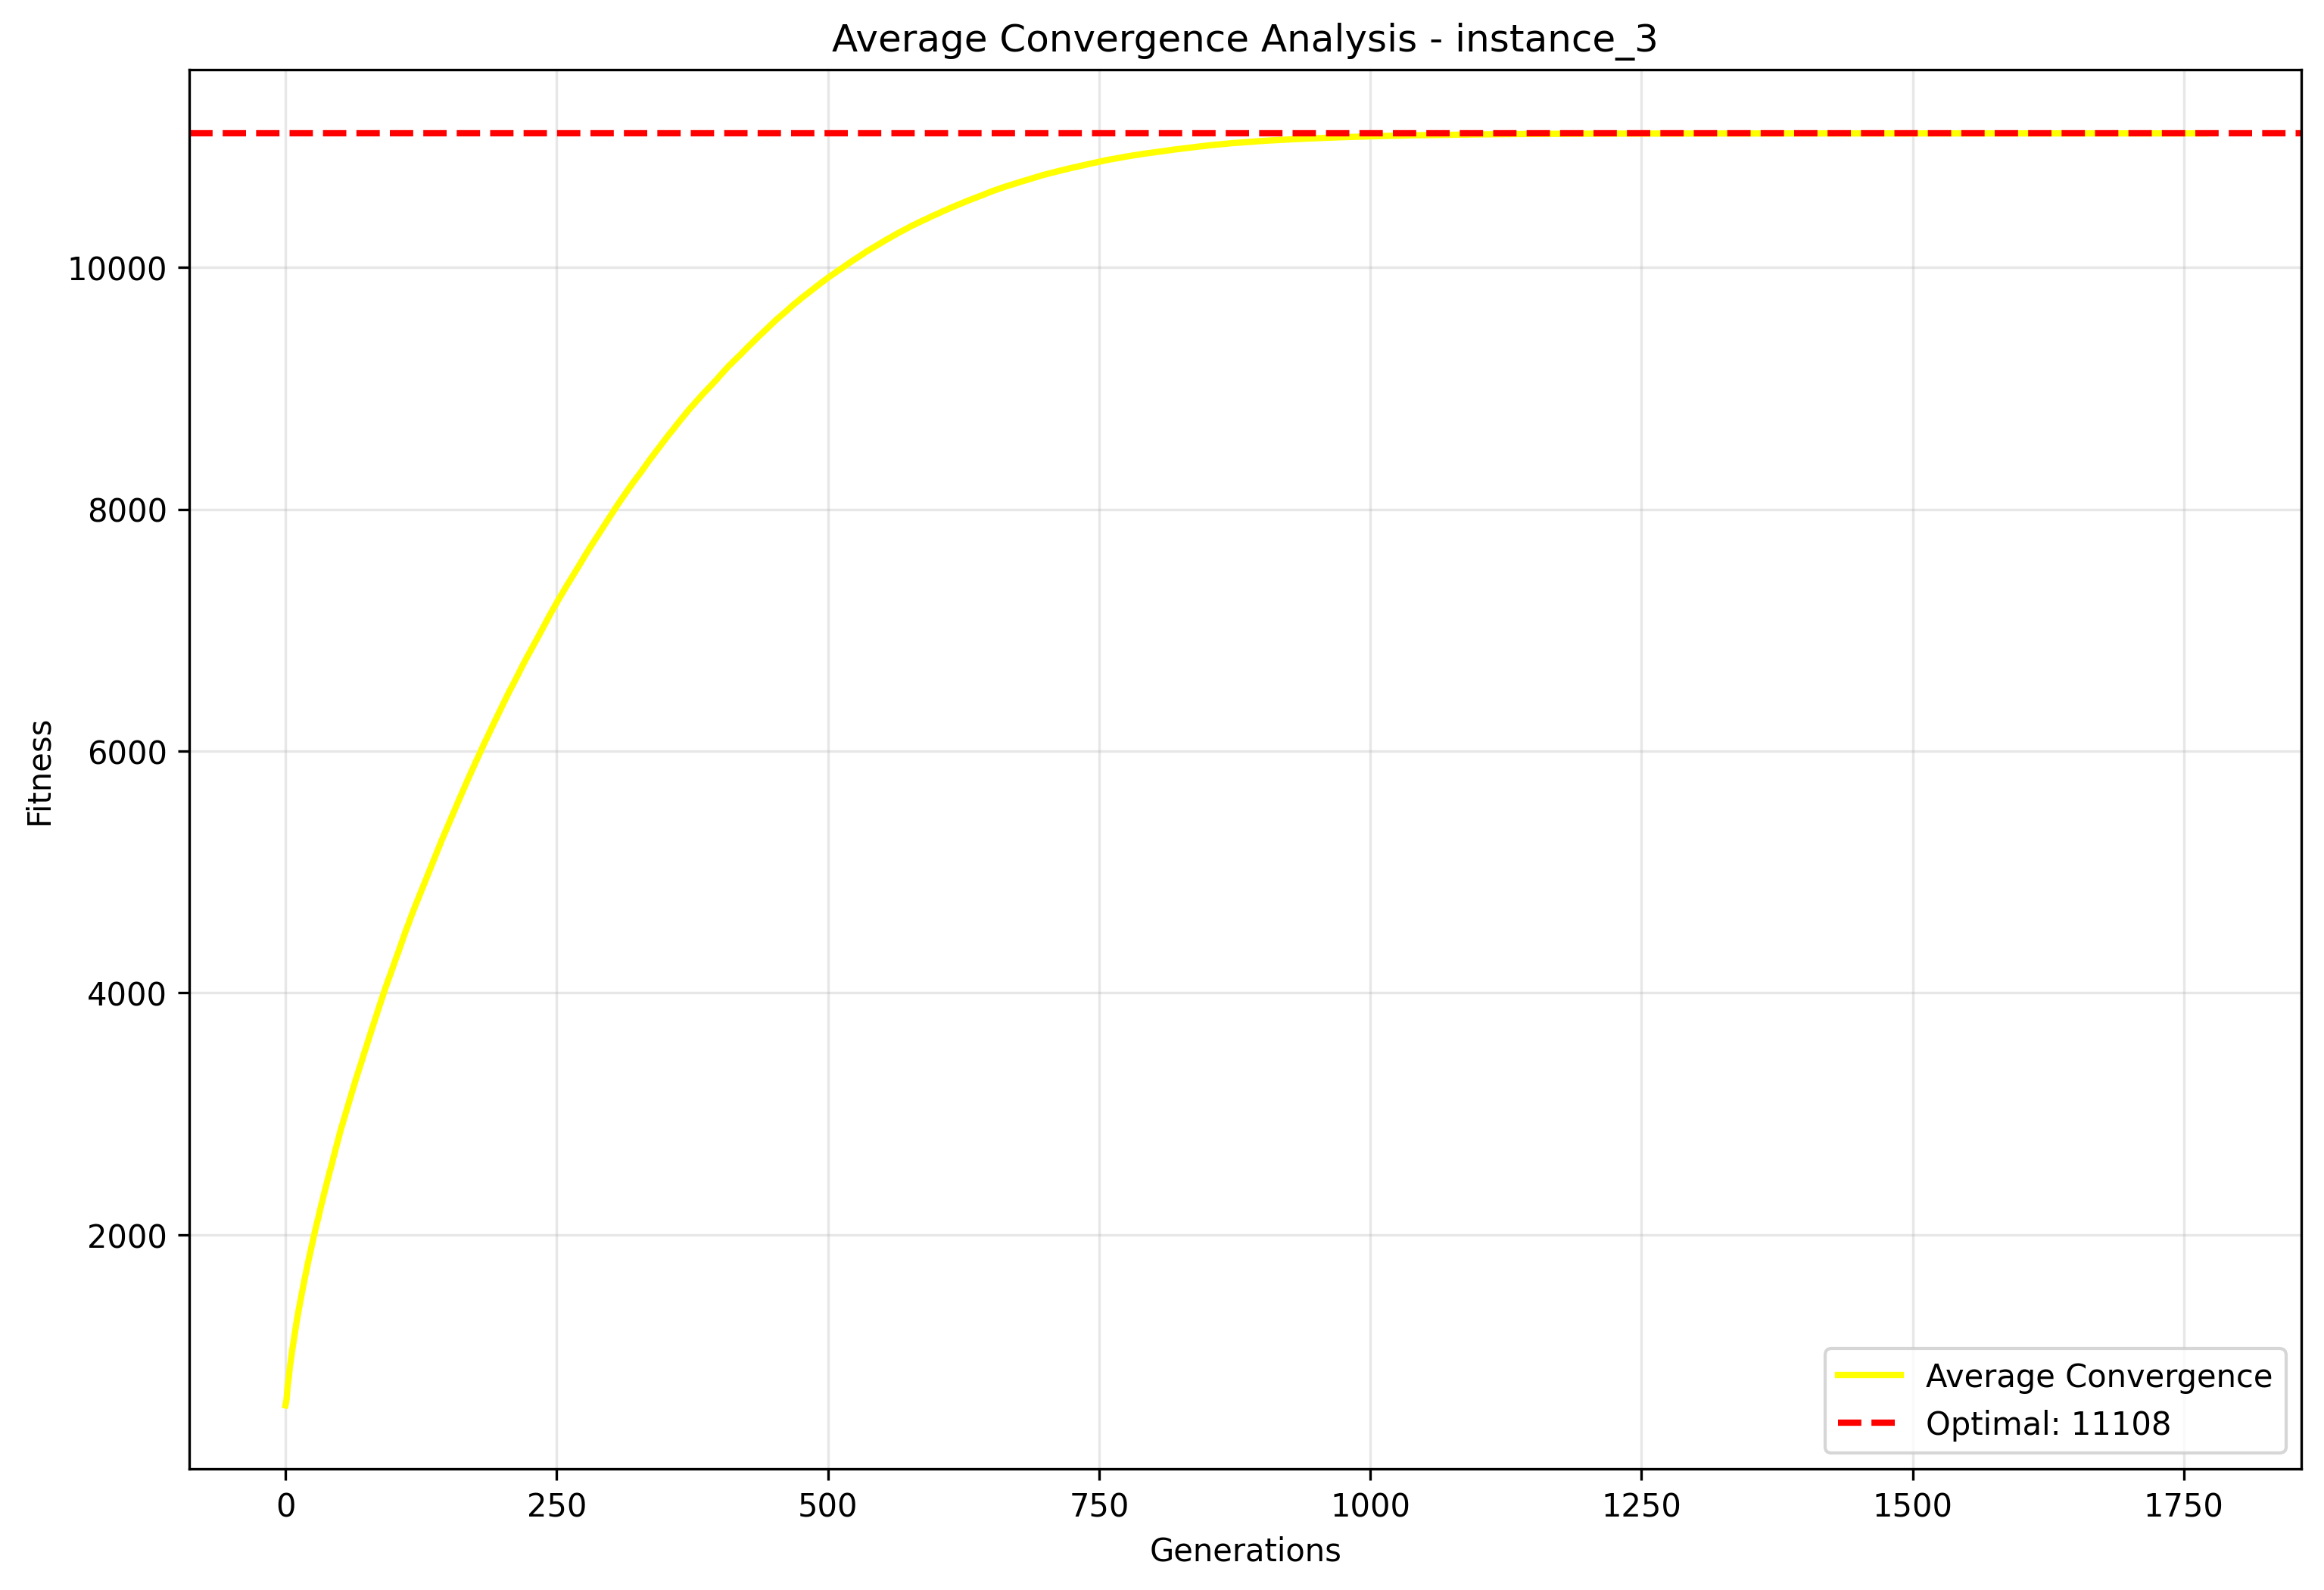 Average Convergence Analysis - instance_3
Fitness
10000
8000
6000
4000
2000
0 250 500 750 1000 1250 1500 1750
Generations
Average Convergence
Optimal: 11108